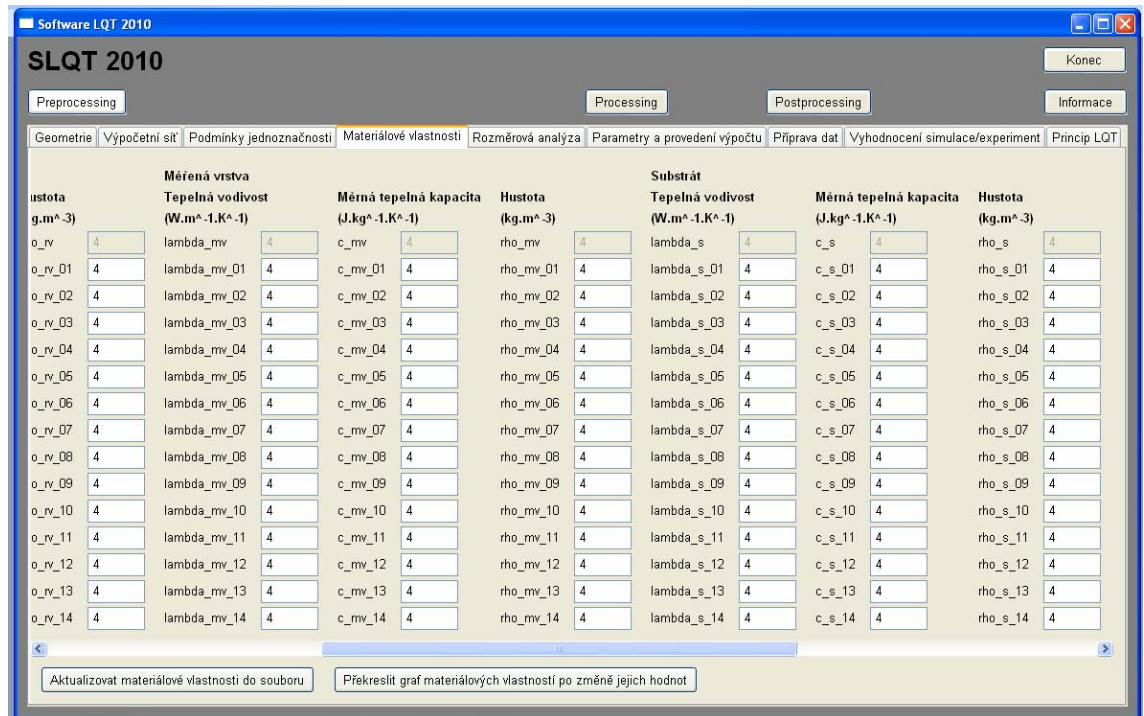 Software LQT 2010
SLQT 2010
Konec
Preprocessing Processing Postprocessing Informace
Geometrie Výpočetní síť Podmínky jednoznačnosti Materiálové vlastnosti Rozměrová analýza Parametry a provedení výpočtu Příprava dat Vyhodnocení simulace/experiment Princip LQT
Měřená vrstva Substrát
ustota Tepelná vodivost Měrná tepelná kapacita Hustota Tepelná vodivost Měrná tepelná kapacita Hustota
g.m^-3) (W.m^-1.K^-1) (J.kg^-1.K^-1) (kg.m^-3) (W.m^-1.K^-1) (J.kg^-1.K^-1) (kg.m^-3)
o_rv 4 lambda_mv 4 c_mv 4 rho_mv 4 lambda_s 4 c_s 4 rho_s 4
o_rv_01 4 lambda_mv_01 4 c_mv_01 4 rho_mv_01 4 lambda_s_01 4 c_s_01 4 rho_s_01 4
o_rv_02 4 lambda_mv_02 4 c_mv_02 4 rho_mv_02 4 lambda_s_02 4 c_s_02 4 rho_s_02 4
o_rv_03 4 lambda_mv_03 4 c_mv_03 4 rho_mv_03 4 lambda_s_03 4 c_s_03 4 rho_s_03 4
o_rv_04 4 lambda_mv_04 4 c_mv_04 4 rho_mv_04 4 lambda_s_04 4 c_s_04 4 rho_s_04 4
o_rv_05 4 lambda_mv_05 4 c_mv_05 4 rho_mv_05 4 lambda_s_05 4 c_s_05 4 rho_s_05 4
o_rv_06 4 lambda_mv_06 4 c_mv_06 4 rho_mv_06 4 lambda_s_06 4 c_s_06 4 rho_s_06 4
o_rv_07 4 lambda_mv_07 4 c_mv_07 4 rho_mv_07 4 lambda_s_07 4 c_s_07 4 rho_s_07 4
o_rv_08 4 lambda_mv_08 4 c_mv_08 4 rho_mv_08 4 lambda_s_08 4 c_s_08 4 rho_s_08 4
o_rv_09 4 lambda_mv_09 4 c_mv_09 4 rho_mv_09 4 lambda_s_09 4 c_s_09 4 rho_s_09 4
o_rv_10 4 lambda_mv_10 4 c_mv_10 4 rho_mv_10 4 lambda_s_10 4 c_s_10 4 rho_s_10 4
o_rv_11 4 lambda_mv_11 4 c_mv_11 4 rho_mv_11 4 lambda_s_11 4 c_s_11 4 rho_s_11 4
o_rv_12 4 lambda_mv_12 4 c_mv_12 4 rho_mv_12 4 lambda_s_12 4 c_s_12 4 rho_s_12 4
o_rv_13 4 lambda_mv_13 4 c_mv_13 4 rho_mv_13 4 lambda_s_13 4 c_s_13 4 rho_s_13 4
o_rv_14 4 lambda_mv_14 4 c_mv_14 4 rho_mv_14 4 lambda_s_14 4 c_s_14 4 rho_s_14 4
Aktualizovat materiálové vlastnosti do souboru Překreslit graf materiálových vlastností po změně jejich hodnot